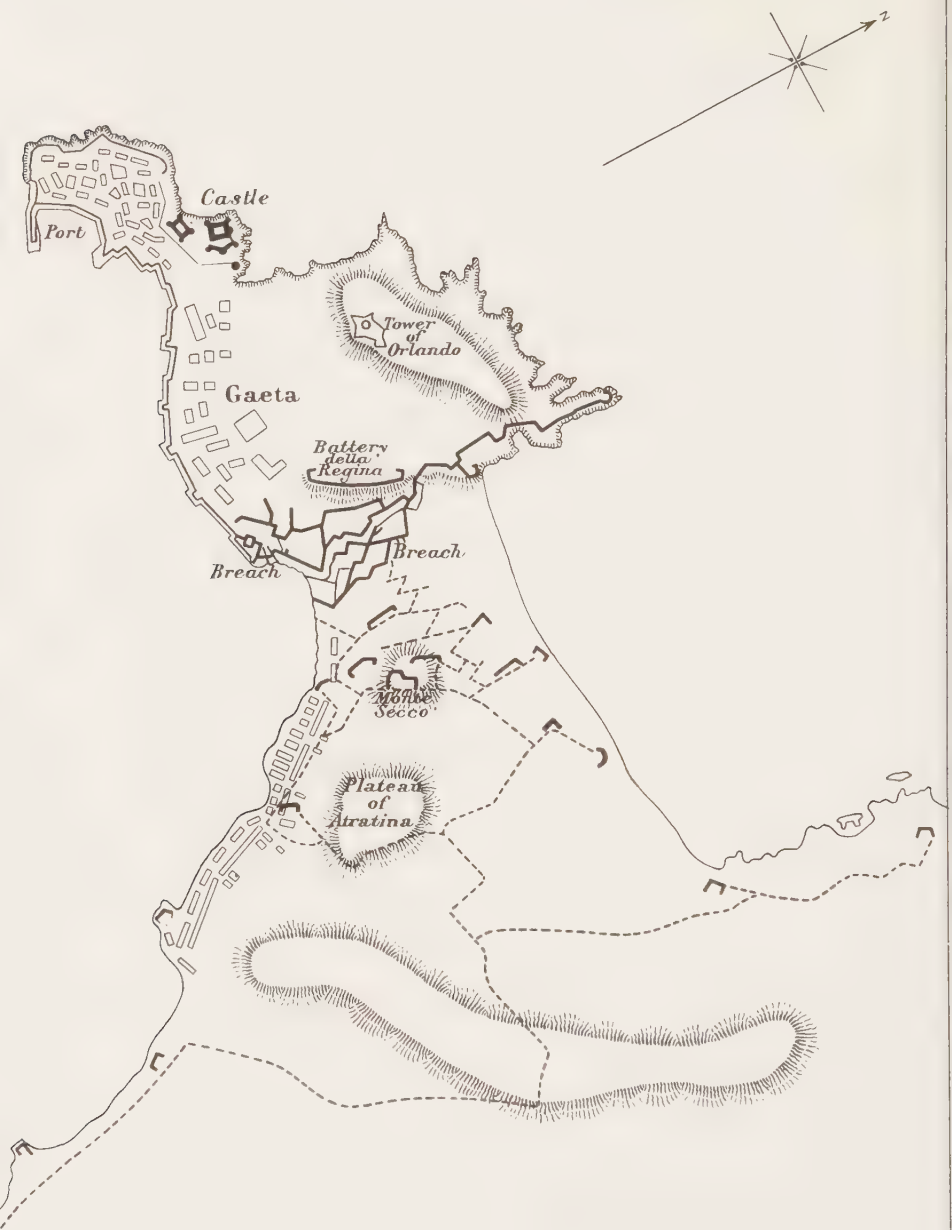 N
Castle
Port
Tower
of
Orlando
Gaeta
Battery
della
Regina
Breach
Breach
Monte
Secco
Plateau
of
Atratina